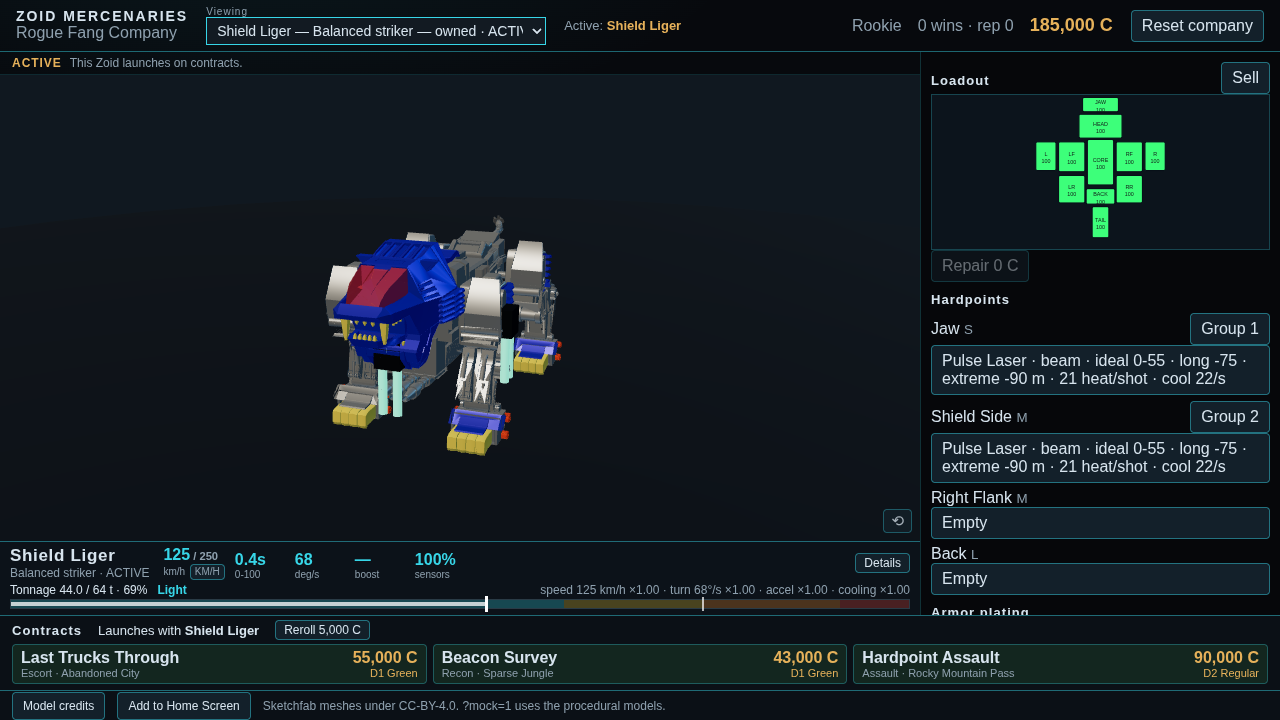 ZOID MERCENARIES
Rogue Fang Company
Viewing
Shield Liger — Balanced striker — owned · ACTIV
Active: Shield Liger
Rookie 0 wins · rep 0 185,000 C
Reset company
ACTIVE This Zoid launches on contracts.
Loadout
Sell
JAW
100
HEAD
100
L
100
LF
100
CORE
100
RF
100
R
100
LR
100
BACK
100
RR
100
TAIL
100
Repair 0 C
Hardpoints
Jaw S
Group 1
Pulse Laser · beam · ideal 0-55 · long -75 ·
extreme -90 m · 21 heat/shot · cool 22/s
Shield Side M
Group 2
Pulse Laser · beam · ideal 0-55 · long -75 ·
extreme -90 m · 21 heat/shot · cool 22/s
Right Flank M
Empty
Back L
Empty
Armor plating
⟲
Shield Liger
Balanced striker · ACTIVE
125 / 250
km/h KM/H
0.4s
0-100
68
deg/s
—
boost
100%
sensors
Details
Tonnage 44.0 / 64 t · 69% Light
speed 125 km/h ×1.00 · turn 68°/s ×1.00 · accel ×1.00 · cooling ×1.00
Contracts Launches with Shield Liger
Reroll 5,000 C
Last Trucks Through 55,000 C
Escort · Abandoned City D1 Green
Beacon Survey 43,000 C
Recon · Sparse Jungle D1 Green
Hardpoint Assault 90,000 C
Assault · Rocky Mountain Pass D2 Regular
Model credits
Add to Home Screen
Sketchfab meshes under CC-BY-4.0. ?mock=1 uses the procedural models.